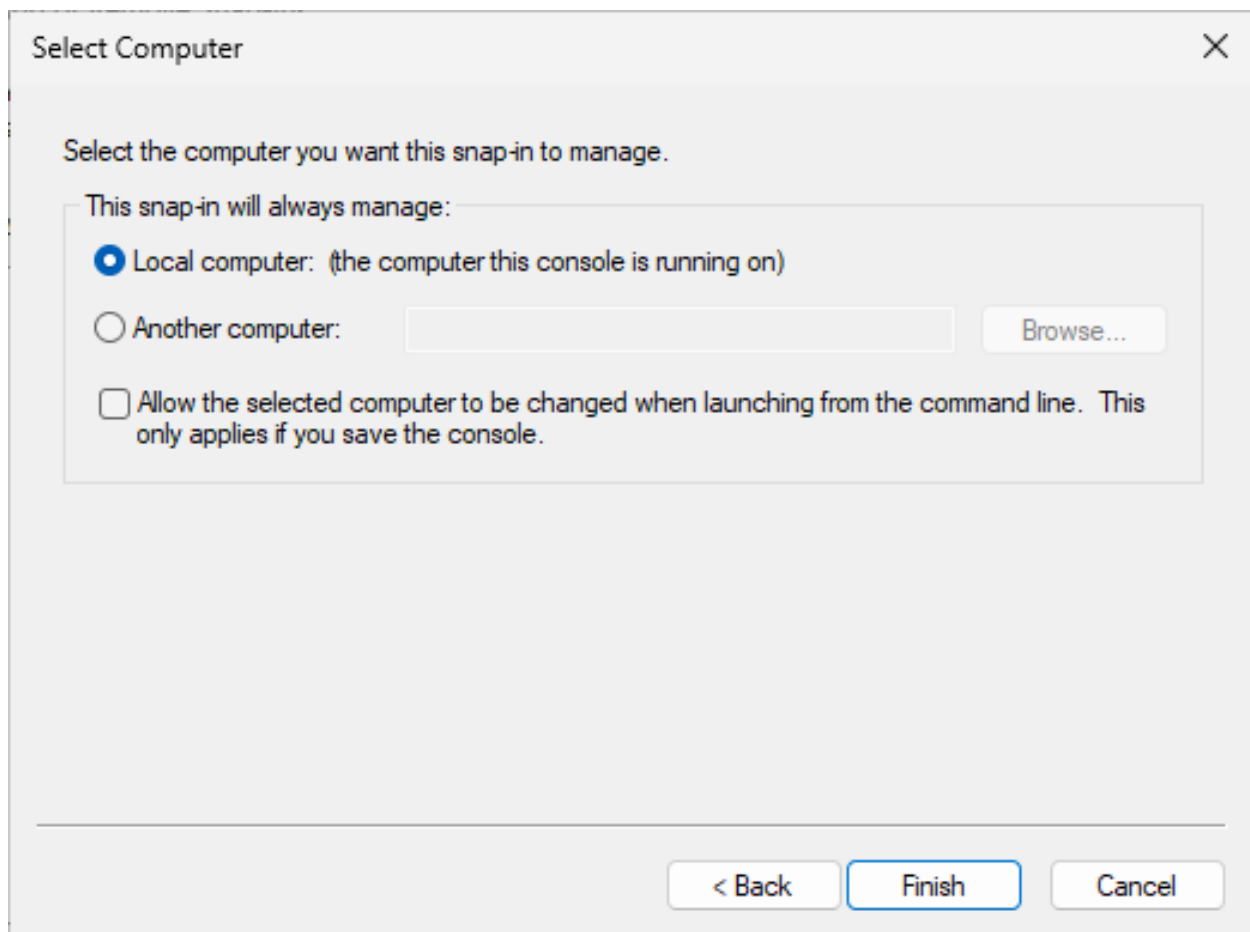 Select Computer
Select the computer you want this snap-in to manage.
This snap-in will always manage:
Local computer: (the computer this console is running on)
Another computer:
Browse...
Allow the selected computer to be changed when launching from the command line. This
only applies if you save the console.
< Back
Finish
Cancel